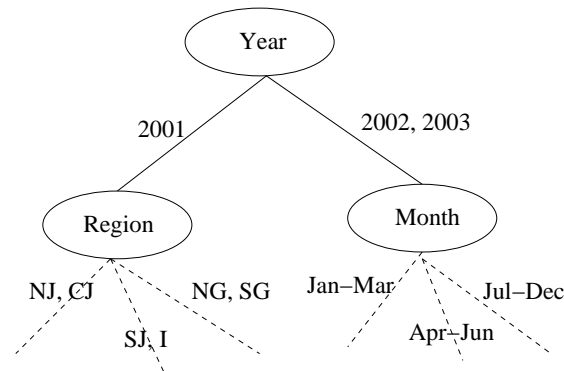 Year
2001
2002, 2003
Region
Month
NJ, CJ
NG, SG
SJ, I
Jan–Mar
Jul–Dec
Apr–Jun